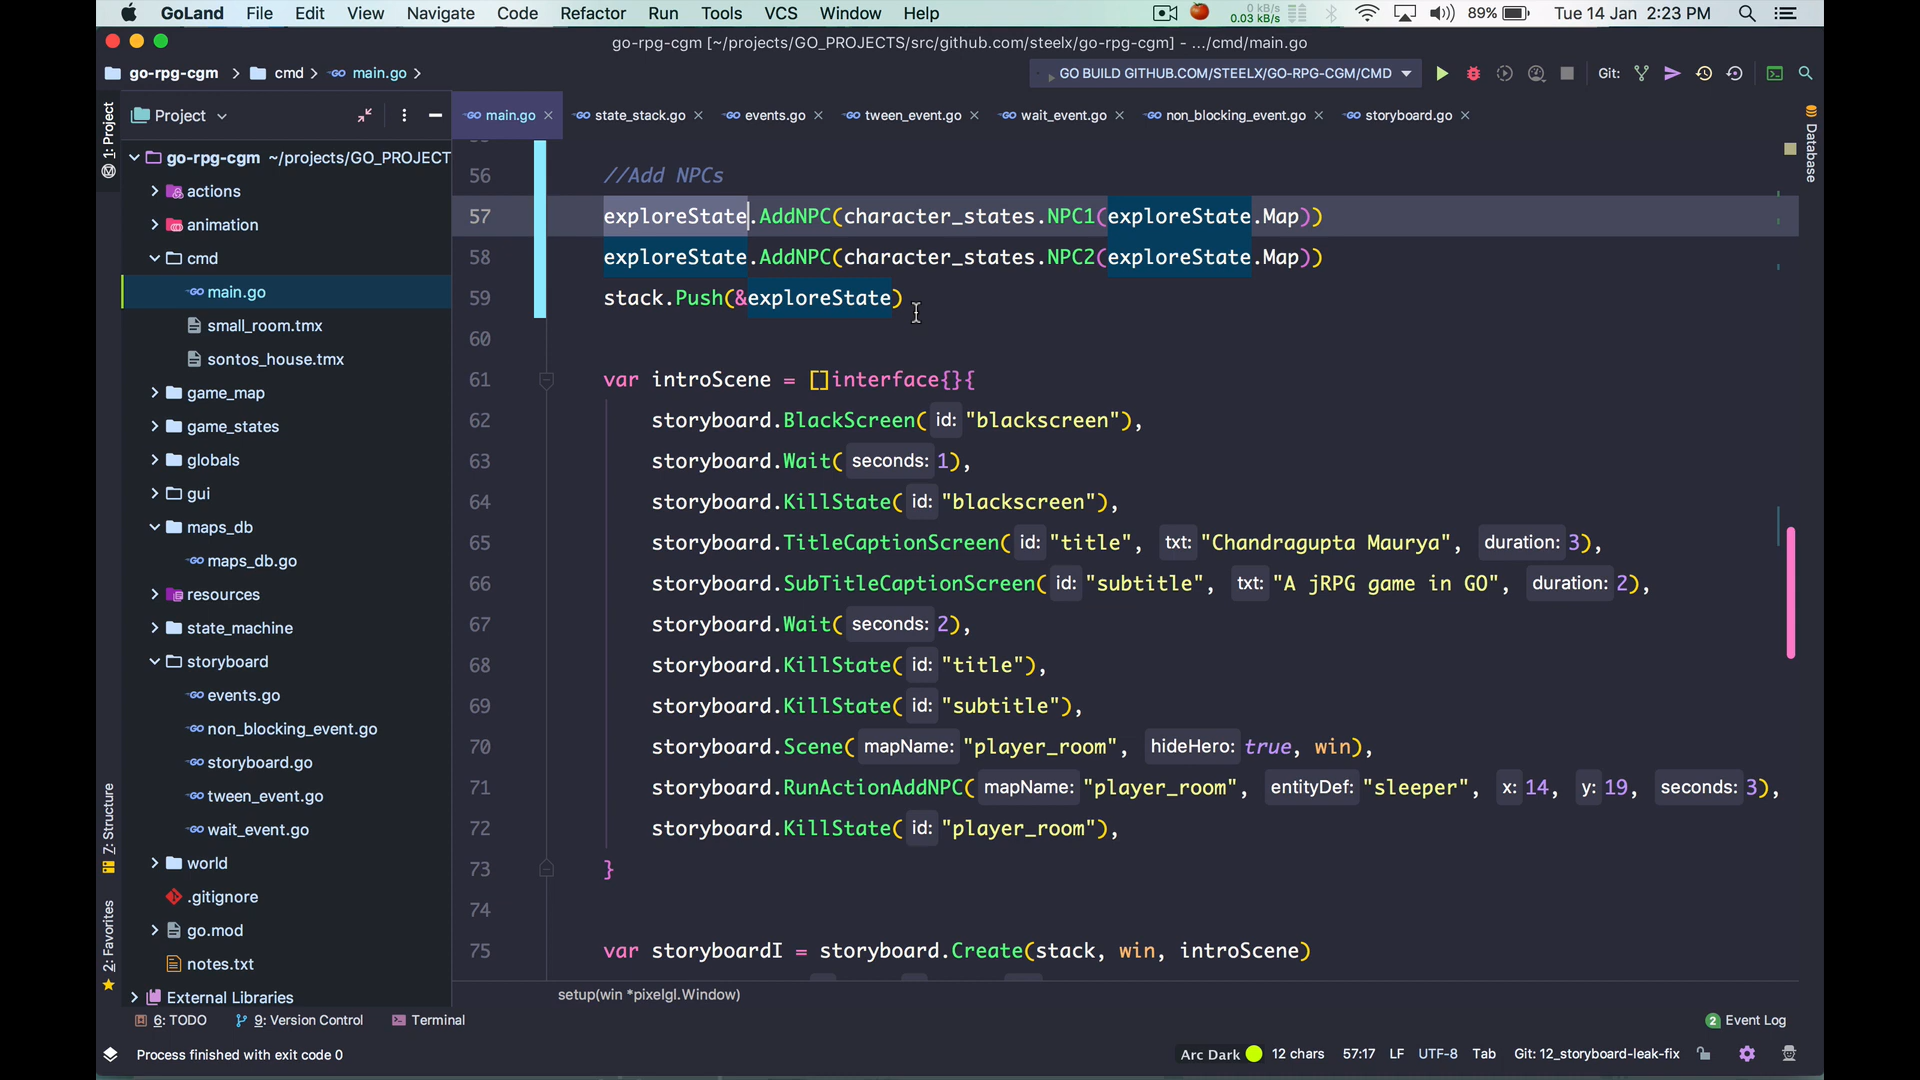 GoLand File Edit View Navigate Code Refactor Run Tools VCS Window Help 0 kB/s 0.03 kB/s 89% Tue 14 Jan 2:23 PM
go-rpg-cgm [~/projects/GO_PROJECTS/src/github.com/steelx/go-rpg-cgm] - .../cmd/main.go
go-rpg-cgm cmd main.go GO BUILD GITHUB.COM/STEELX/GO-RPG-CGM/CMD Git:
Project main.go state_stack.go events.go tween_event.go wait_event.go non_blocking_event.go storyboard.go
1: Project
Database
go-rpg-cgm ~/projects/GO_PROJECT
actions
animation
cmd
main.go
small_room.tmx
sontos_house.tmx
game_map
game_states
globals
gui
maps_db
maps_db.go
resources
state_machine
storyboard
events.go
non_blocking_event.go
storyboard.go
tween_event.go
wait_event.go
world
.gitignore
go.mod
notes.txt
External Libraries
7: Structure
2: Favorites
56 //Add NPCs
57 exploreState.AddNPC(character_states.NPC1(exploreState.Map))
58 exploreState.AddNPC(character_states.NPC2(exploreState.Map))
59 stack.Push(&exploreState)
60
61 var introScene = []interface{}{
62 storyboard.BlackScreen( id: "blackscreen"),
63 storyboard.Wait( seconds: 1),
64 storyboard.KillState( id: "blackscreen"),
65 storyboard.TitleCaptionScreen( id: "title", txt: "Chandragupta Maurya", duration: 3),
66 storyboard.SubTitleCaptionScreen( id: "subtitle", txt: "A jRPG game in GO", duration: 2),
67 storyboard.Wait( seconds: 2),
68 storyboard.KillState( id: "title"),
69 storyboard.KillState( id: "subtitle"),
70 storyboard.Scene( mapName: "player_room", hideHero: true, win),
71 storyboard.RunActionAddNPC( mapName: "player_room", entityDef: "sleeper", x: 14, y: 19, seconds: 3),
72 storyboard.KillState( id: "player_room"),
73 }
74
75 var storyboardI = storyboard.Create(stack, win, introScene)
setup(win *pixelgl.Window)
6: TODO 9: Version Control Terminal 2 Event Log
Process finished with exit code 0 Arc Dark 12 chars 57:17 LF UTF-8 Tab Git: 12_storyboard-leak-fix